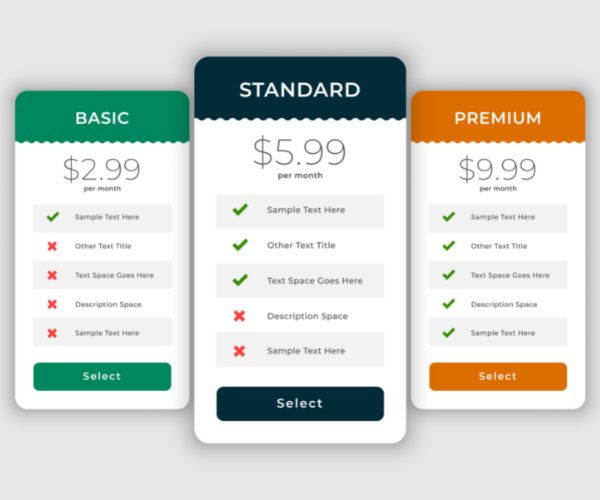 BASIC
$2.99
per month
Sample Text Here
Other Text Title
Text Space Goes Here
Description Space
Sample Text Here
Select
STANDARD
$5.99
per month
Sample Text Here
Other Text Title
Text Space Goes Here
Description Space
Sample Text Here
Select
PREMIUM
$9.99
per month
Sample Text Here
Other Text Title
Text Space Goes Here
Description Space
Sample Text Here
Select